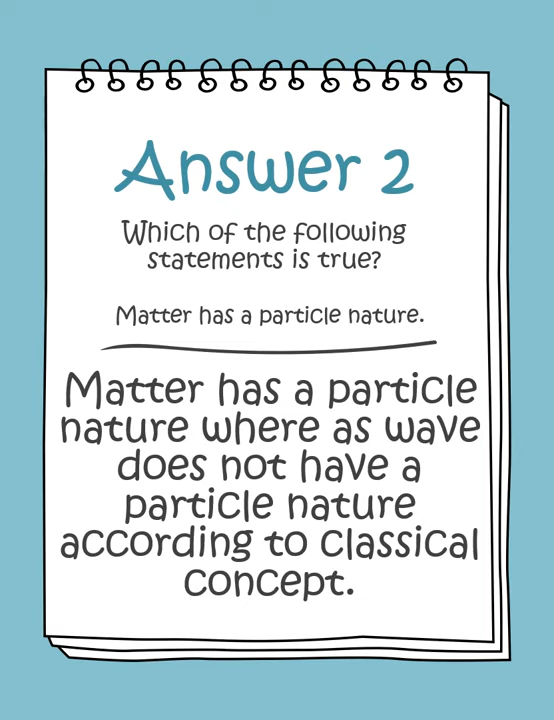 Answer 2
Which of the following
statements is true?
Matter has a particle nature.
Matter has a particle
nature where as wave
does not have a
particle nature
according to classical
concept.